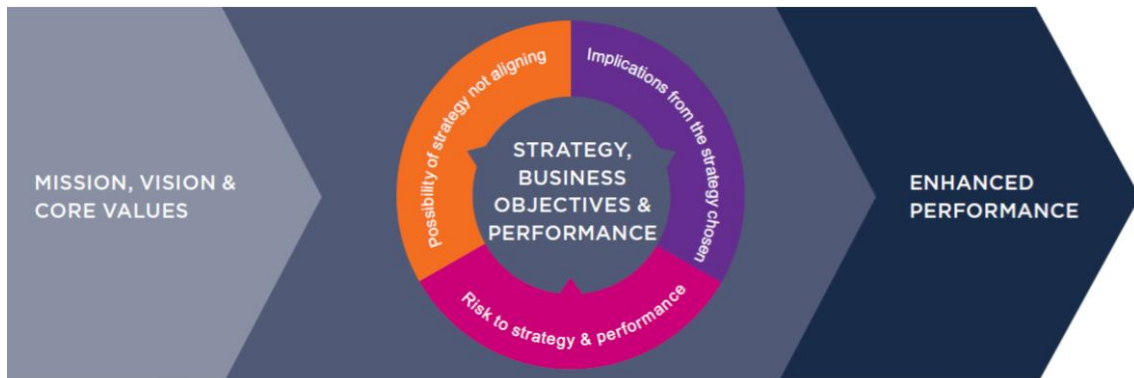 MISSION, VISION &
CORE VALUES
Possibility of strategy not aligning
Implications from the strategy chosen
STRATEGY,
BUSINESS
OBJECTIVES &
PERFORMANCE
Risk to strategy & performance
ENHANCED
PERFORMANCE